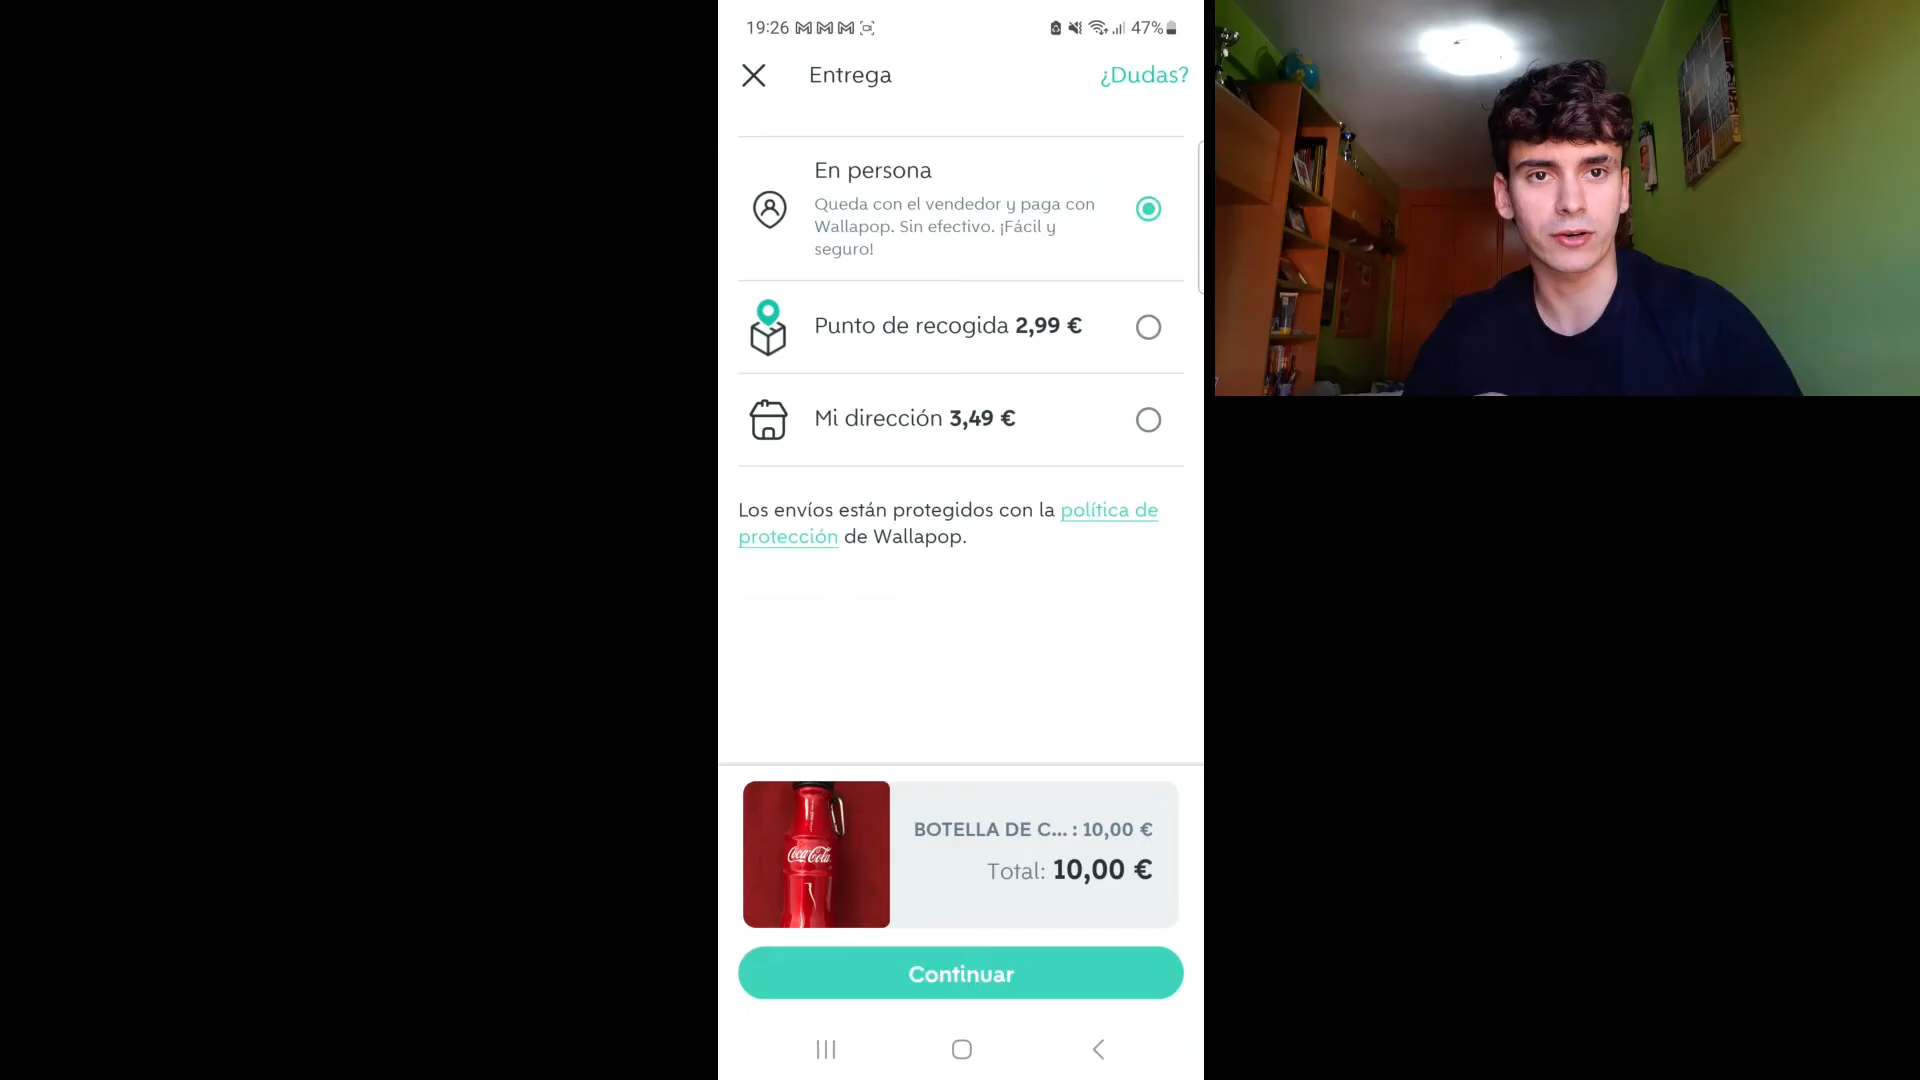 19:26
47%
Entrega
¿Dudas?
En persona
Queda con el vendedor y paga con
Wallapop. Sin efectivo. ¡Fácil y
seguro!
Punto de recogida 2,99 €
Mi dirección 3,49 €
Los envíos están protegidos con la política de
protección de Wallapop.
Coca-Cola
BOTELLA DE C... : 10,00 €
Total: 10,00 €
Continuar